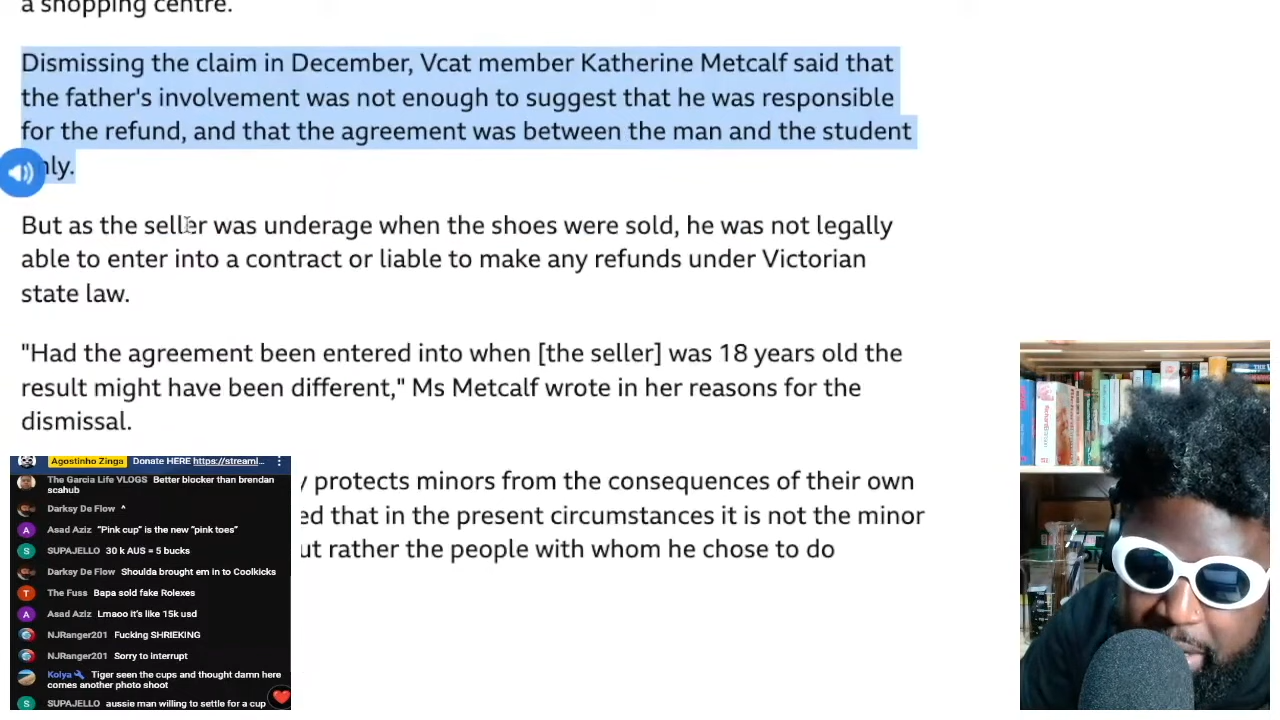 a shopping centre.
Dismissing the claim in December, Vcat member Katherine Metcalf said that
the father's involvement was not enough to suggest that he was responsible
for the refund, and that the agreement was between the man and the student
nly.
But as the seller was underage when the shoes were sold, he was not legally
able to enter into a contract or liable to make any refunds under Victorian
state law.
"Had the agreement been entered into when [the seller] was 18 years old the
result might have been different," Ms Metcalf wrote in her reasons for the
dismissal.
y protects minors from the consequences of their own
ed that in the present circumstances it is not the minor
ut rather the people with whom he chose to do
Agostinho Zinga Donate HERE https://streaml...
The Garcia Life VLOGS Better blocker than brendan
scahub
Darksy De Flow ^
Asad Aziz "Pink cup" is the new "pink toes"
SUPAJELLO 30 k AUS = 5 bucks
Darksy De Flow Shoulda brought em in to Coolkicks
The Fuss Bapa sold fake Rolexes
Asad Aziz Lmaoo it's like 15k usd
NJRanger201 Fucking SHRIEKING
NJRanger201 Sorry to interrupt
Kolya Tiger seen the cups and thought damn here
comes another photo shoot
SUPAJELLO aussie man willing to settle for a cup